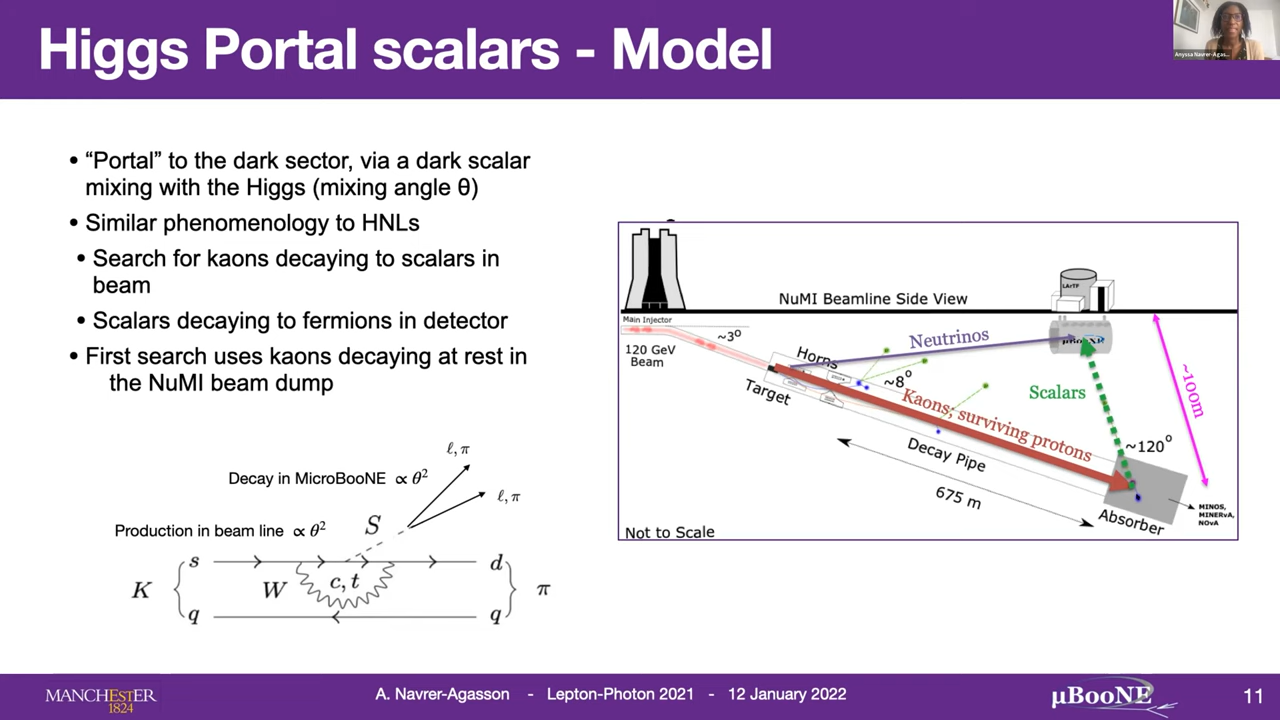 Higgs Portal scalars - Model
Anyssa Navrer-Agas...
• “Portal” to the dark sector, via a dark scalar
mixing with the Higgs (mixing angle θ)
• Similar phenomenology to HNLs
• Search for kaons decaying to scalars in
beam
• Scalars decaying to fermions in detector
• First search uses kaons decaying at rest in
the NuMI beam dump
ℓ, π
Decay in MicroBooNE ∝ θ²
ℓ, π
Production in beam line ∝ θ²
S
s
d
K
W
c, t
π
q
q
LArTF
NuMI Beamline Side View
Main Injector
~3°
120 GeV
Beam
Neutrinos
μBooNE
Horns
~8°
Target
Kaons, surviving protons
Scalars
~100m
~120°
Decay Pipe
675 m
Absorber
MINOS,
MINERvA,
NOvA
Not to Scale
MANCHESTER
1824
A. Navrer-Agasson - Lepton-Photon 2021 - 12 January 2022
μBooNE
11